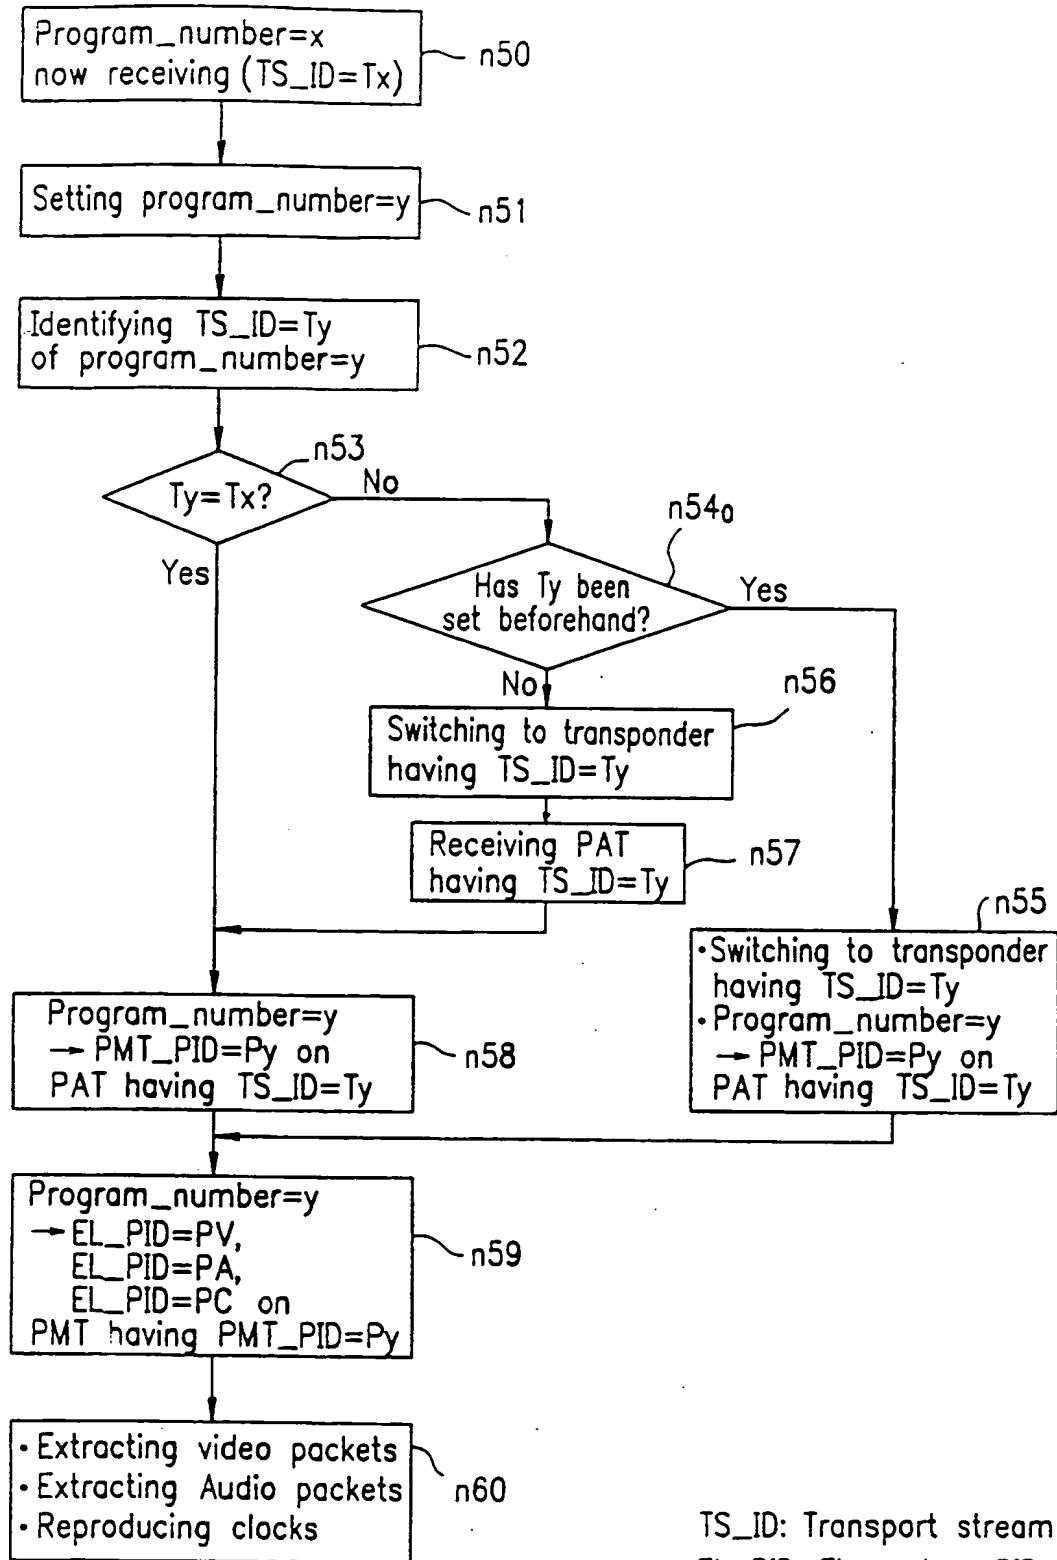 Program_number=x
now receiving (TS_ID=Tx)
n50
Setting program_number=y
n51
Identifying TS_ID=Ty
of program_number=y
n52
n53
Ty=Tx?
No
Yes
n54a
Has Ty been
set beforehand?
Yes
No
n56
Switching to transponder
having TS_ID=Ty
Receiving PAT
having TS_ID=Ty
n57
n55
•Switching to transponder
having TS_ID=Ty
•Program_number=y
→ PMT_PID=Py on
PAT having TS_ID=Ty
Program_number=y
→ PMT_PID=Py on
PAT having TS_ID=Ty
n58
Program_number=y
→ EL_PID=PV,
EL_PID=PA,
EL_PID=PC on
PMT having PMT_PID=Py
n59
•Extracting video packets
•Extracting Audio packets
•Reproducing clocks
n60
TS_ID: Transport stream